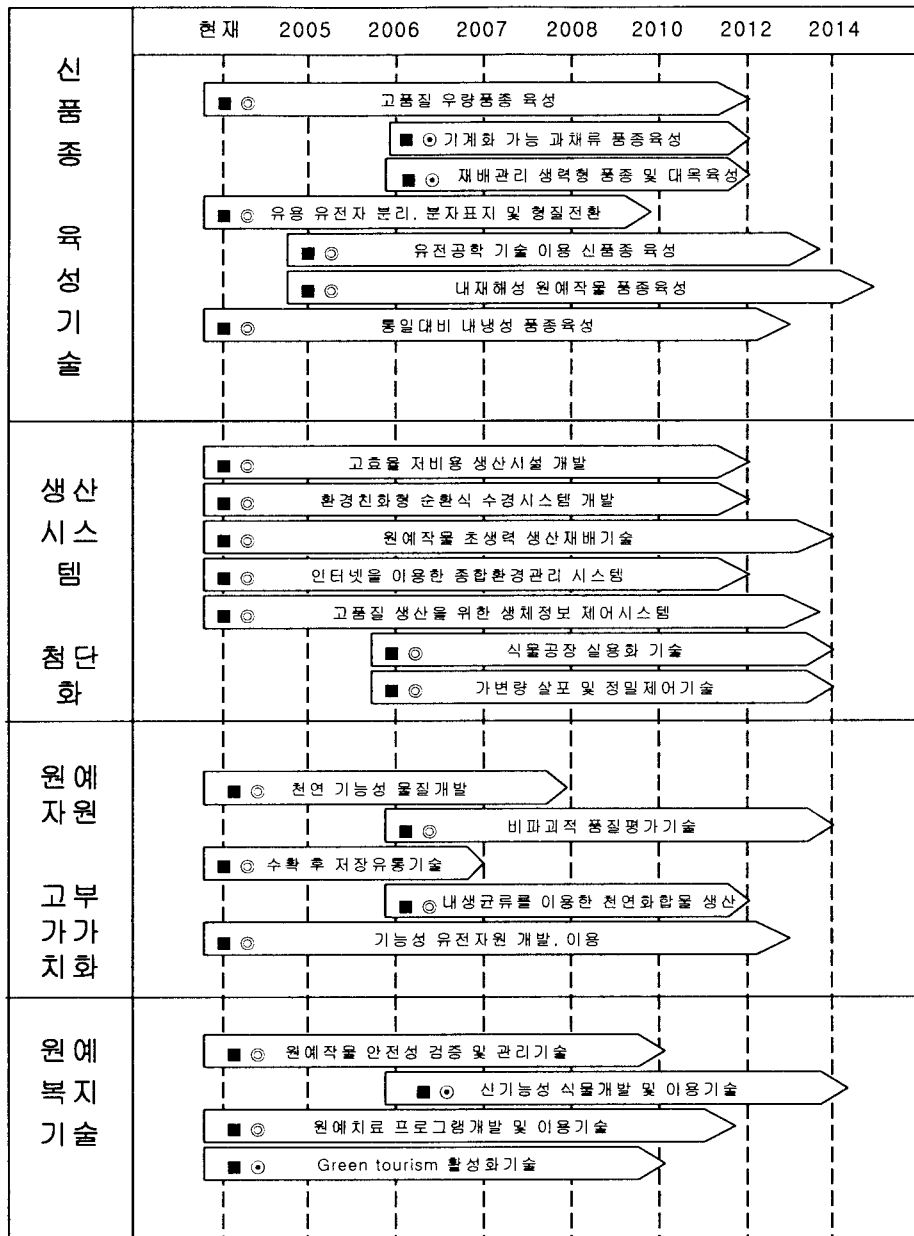 현재 2005 2006 2007 2008 2010 2012 2014
신
품
종
육
성
기
술
■ ◎ 고품질 우량품종 육성
■ ⊙ 기계화 가능 과채류 품종육성
■ ⊙ 재배관리 생력형 품종 및 대목육성
■ ◎ 유용 유전자 분리, 분자표지 및 형질전환
■ ◎ 유전공학 기술 이용 신품종 육성
■ ◎ 내재해성 원예작물 품종육성
■ ◎ 통일대비 내냉성 품종육성
생산
시스
템
첨단
화
■ ◎ 고효율 저비용 생산시설 개발
■ ◎ 환경친화형 순환식 수경시스템 개발
■ ◎ 원예작물 초생력 생산재배기술
■ ◎ 인터넷을 이용한 종합환경관리 시스템
■ ◎ 고품질 생산을 위한 생체정보 제어시스템
■ ◎ 식물공장 실용화 기술
■ ◎ 가변량 살포 및 정밀제어기술
원예
자원
고부
가가
치화
■ ◎ 천연 기능성 물질개발
■ ◎ 비파괴적 품질평가기술
■ ◎ 수확 후 저장유통기술
■ ◎ 내생균류를 이용한 천연화합물 생산
■ ◎ 기능성 유전자원 개발, 이용
원예
복지
기술
■ ◎ 원예작물 안전성 검증 및 관리기술
■ ⊙ 신기능성 식물개발 및 이용기술
■ ◎ 원예치료 프로그램개발 및 이용기술
■ ⊙ Green tourism 활성화기술